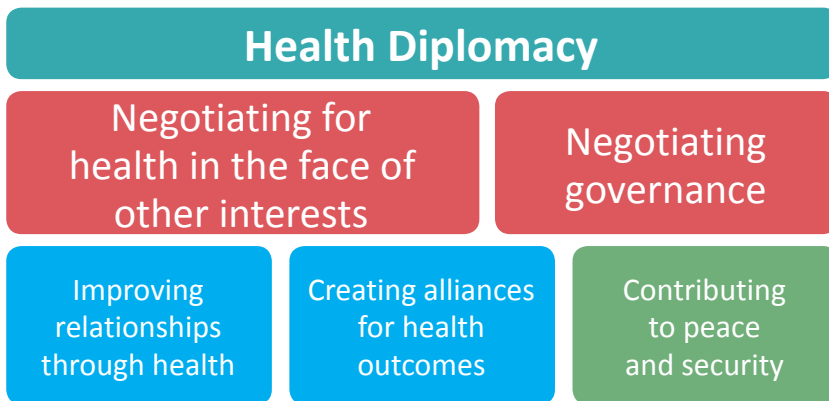 Health Diplomacy
Negotiating for
health in the face of
other interests
Negotiating
governance
Improving
relationships
through health
Creating alliances
for health
outcomes
Contributing
to peace
and security